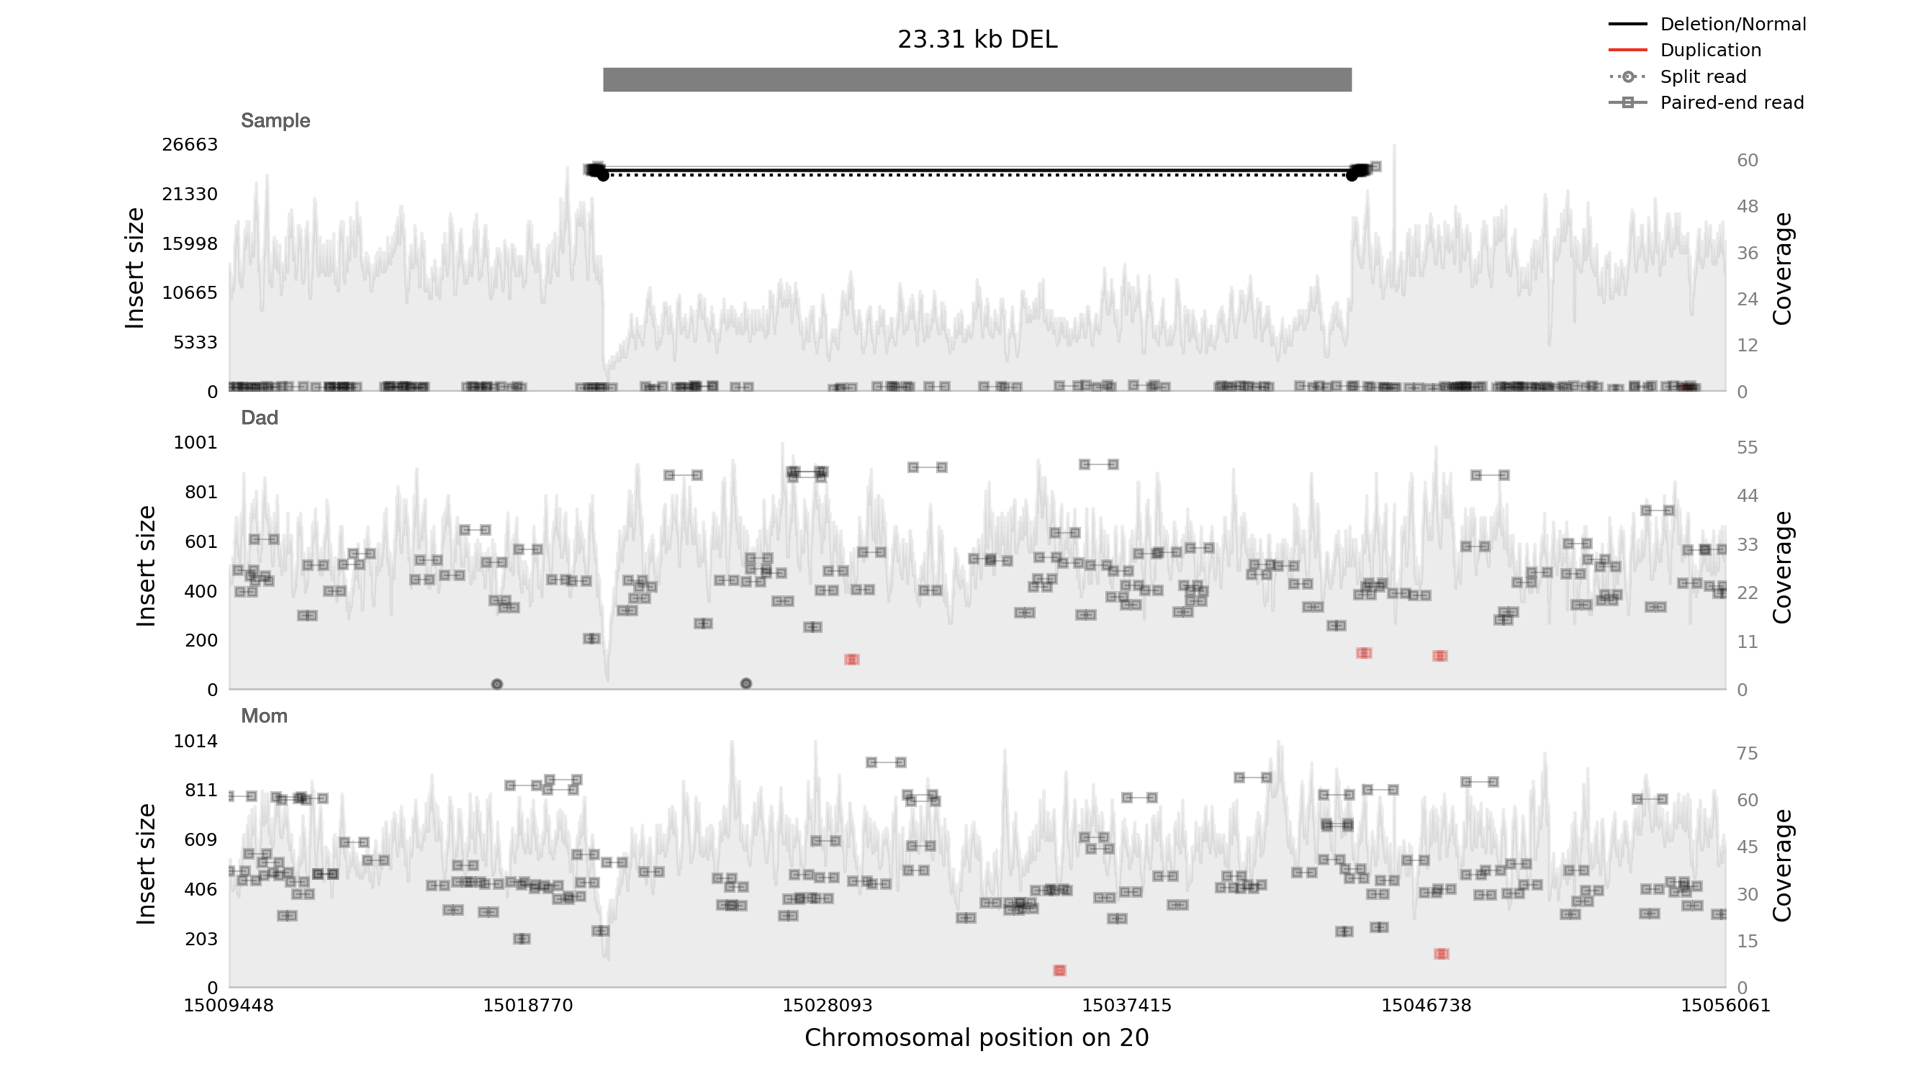 23.31 kb DEL
Deletion/Normal
Duplication
Split read
Paired-end read
Sample
26663
21330
15998
10665
5333
0
Insert size
60
48
36
24
12
0
Coverage
Dad
1001
801
601
400
200
0
Insert size
55
44
33
22
11
0
Coverage
Mom
1014
811
609
406
203
0
Insert size
75
60
45
30
15
0
Coverage
15009448 15018770 15028093 15037415 15046738 15056061
Chromosomal position on 20